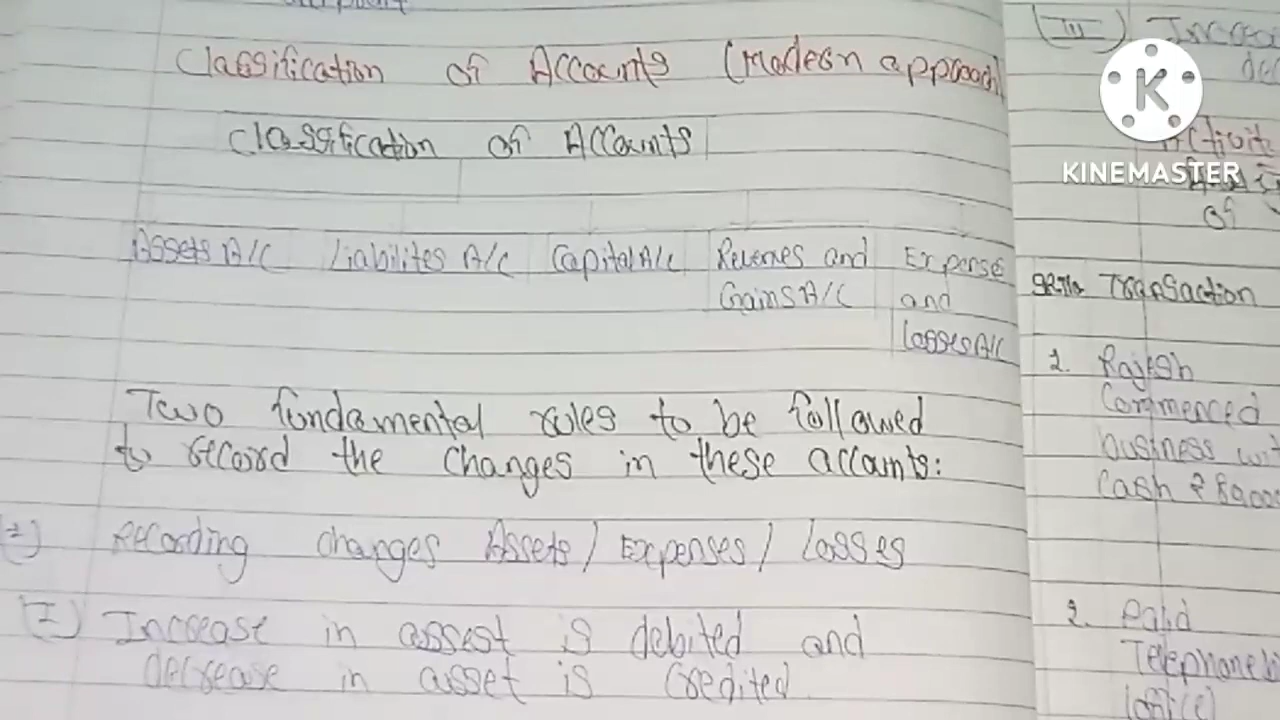 Classification of Accounts (Modern approach)
Classification of Accounts
Assets A/C Liabilites A/C Capital A/C Revenes and Expense
Gains A/C and
Losses A/C
Two fundamental rules to be followed
to record the changes in these accounts:
Recording changes Assets / Expenses / Losses
(I) Increase in assest is debited and
decrease in asset is credited
(III)
K
KINEMASTER
of
Transaction
1. Rajesh
Commenced
business
Cash ₹
2. Paid